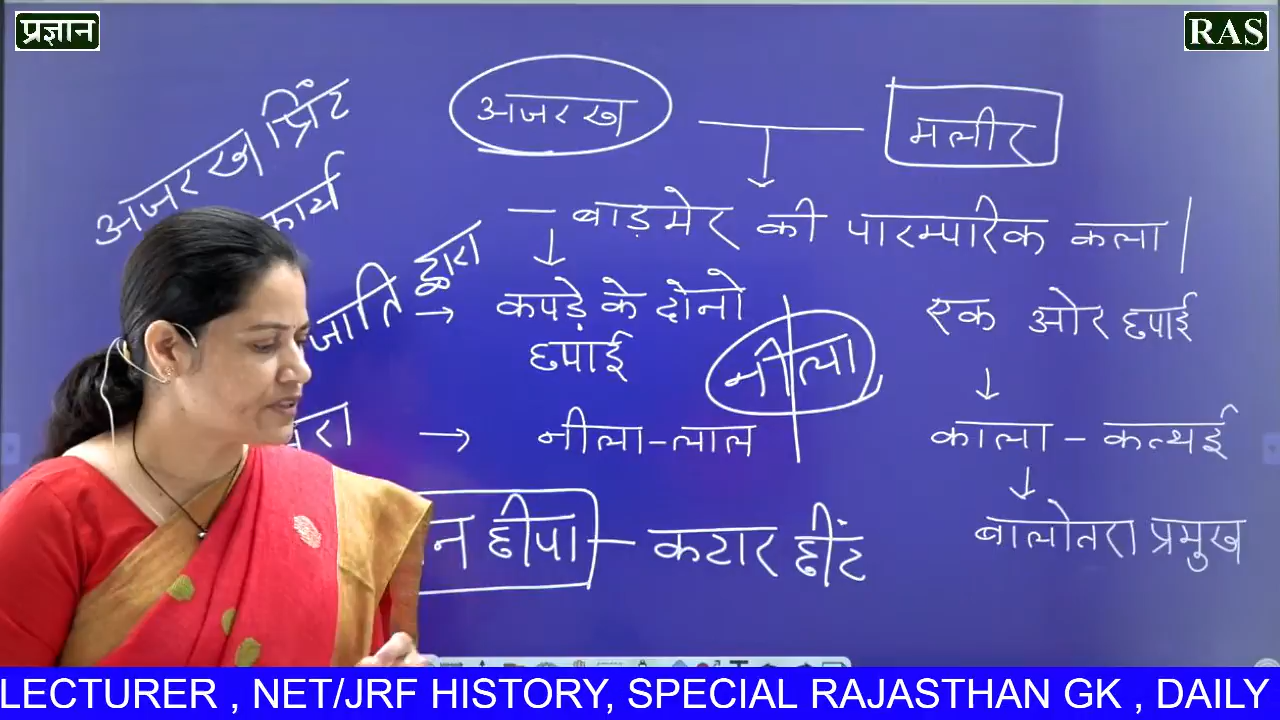 प्रज्ञान
RAS
अजरख
मलीर
अजरख प्रिंट
कार्य
जाति द्वारा
— बाड़मेर की पारम्परिक कला
→ कपड़े के दोनो
छपाई
नीला
एक ओर छपाई
→ नीला-लाल
काला - कत्थई
बालोतरा प्रमुख
छीपा — कटार छींट
LECTURER , NET/JRF HISTORY, SPECIAL RAJASTHAN GK , DAILY